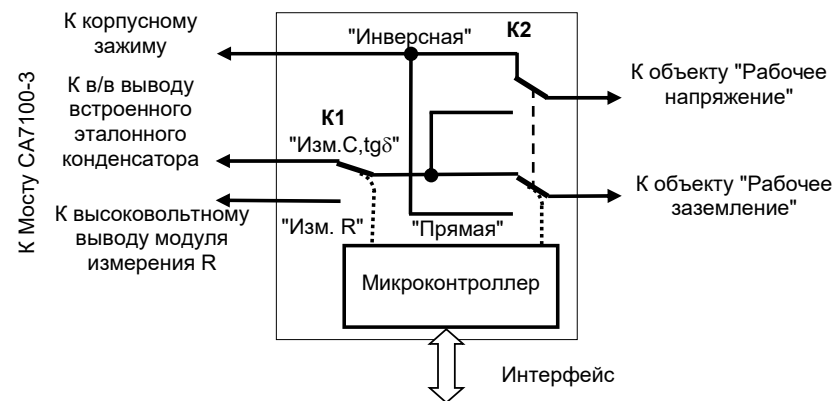 К Мосту СА7100-3
К корпусному
зажиму
К в/в выводу
встроенного
эталонного
конденсатора
К высоковольтному
выводу модуля
измерения R
"Инверсная"
К2
К1
"Изм.С,tgδ"
"Изм. R"
"Прямая"
Микроконтроллер
К объекту "Рабочее
напряжение"
К объекту "Рабочее
заземление"
Интерфейс